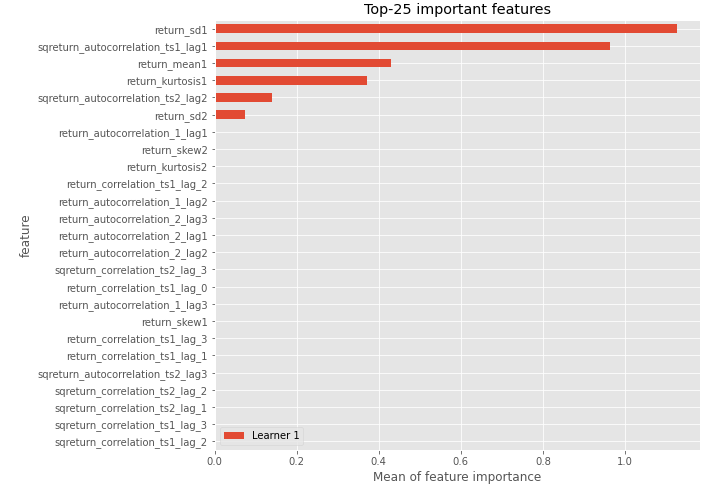 Top-25 important features
return_sd1
sqreturn_autocorrelation_ts1_lag1
return_mean1
return_kurtosis1
sqreturn_autocorrelation_ts2_lag2
return_sd2
return_autocorrelation_1_lag1
return_skew2
return_kurtosis2
return_correlation_ts1_lag_2
return_autocorrelation_1_lag2
return_autocorrelation_2_lag3
return_autocorrelation_2_lag1
return_autocorrelation_2_lag2
sqreturn_correlation_ts2_lag_3
return_correlation_ts1_lag_0
return_autocorrelation_1_lag3
return_skew1
return_correlation_ts1_lag_3
return_correlation_ts1_lag_1
sqreturn_autocorrelation_ts2_lag3
sqreturn_correlation_ts2_lag_2
sqreturn_correlation_ts2_lag_1
sqreturn_correlation_ts1_lag_3
sqreturn_correlation_ts1_lag_2
feature
Learner 1
0.0 0.2 0.4 0.6 0.8 1.0
Mean of feature importance